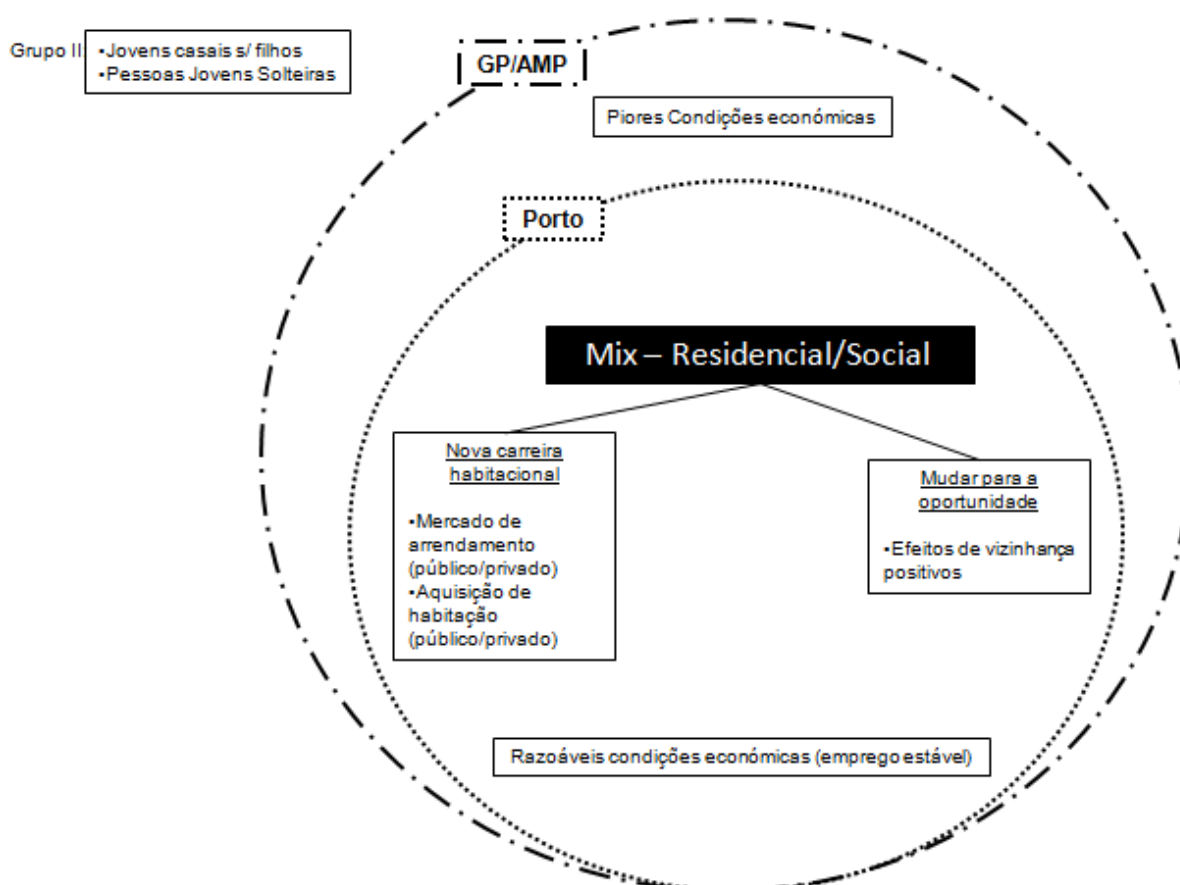 Grupo II:
•Jovens casais s/ filhos
•Pessoas Jovens Solteiras
GP/AMP
Piores Condições económicas
Porto
Mix – Residencial/Social
Nova carreira
habitacional
•Mercado de
arrendamento
(público/privado)
•Aquisição de
habitação
(público/privado)
Mudar para a
oportunidade
•Efeitos de vizinhança
positivos
Razoáveis condições económicas (emprego estável)